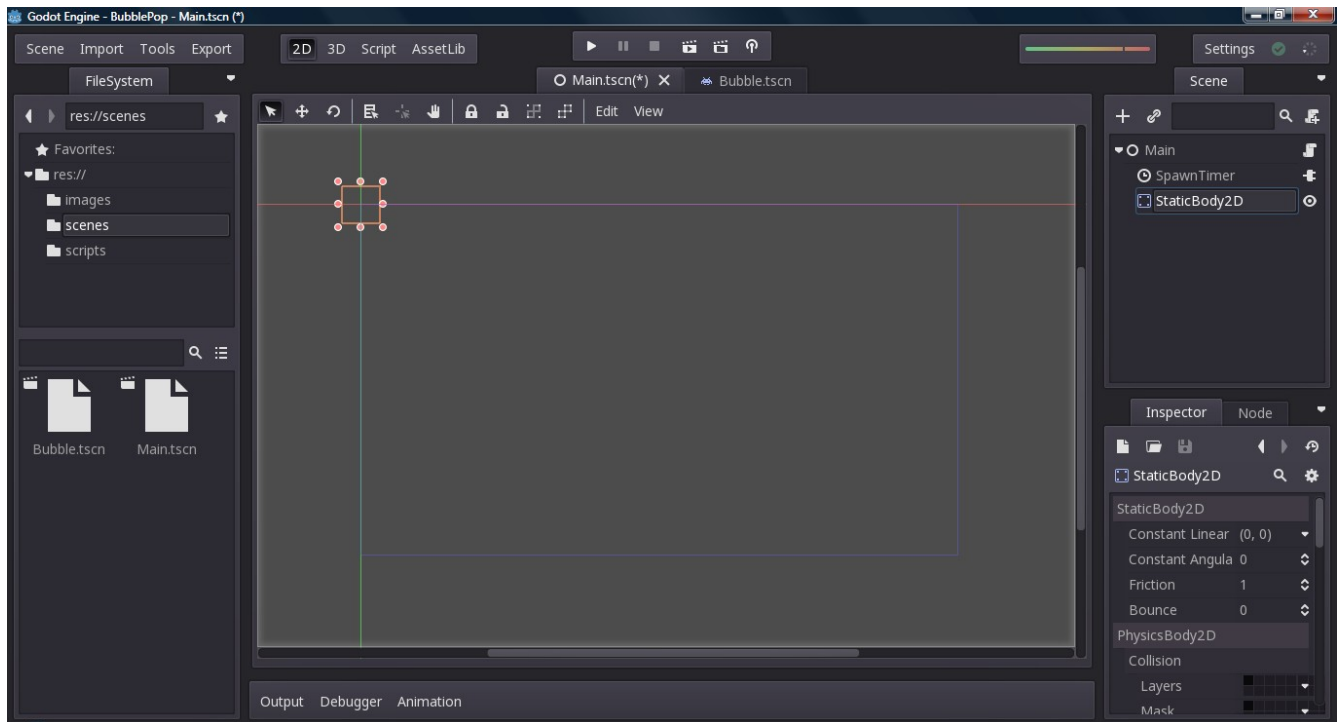 Godot Engine - BubblePop - Main.tscn (*)
Scene Import Tools Export 2D 3D Script AssetLib Settings
FileSystem Main.tscn(*) Bubble.tscn Scene
res://scenes Edit View
Favorites: Main
res:// SpawnTimer
images StaticBody2D
scenes
scripts
Bubble.tscn Main.tscn
Inspector Node
StaticBody2D
StaticBody2D
Constant Linear (0, 0)
Constant Angula 0
Friction 1
Bounce 0
PhysicsBody2D
Collision
Layers
Mask
Output Debugger Animation